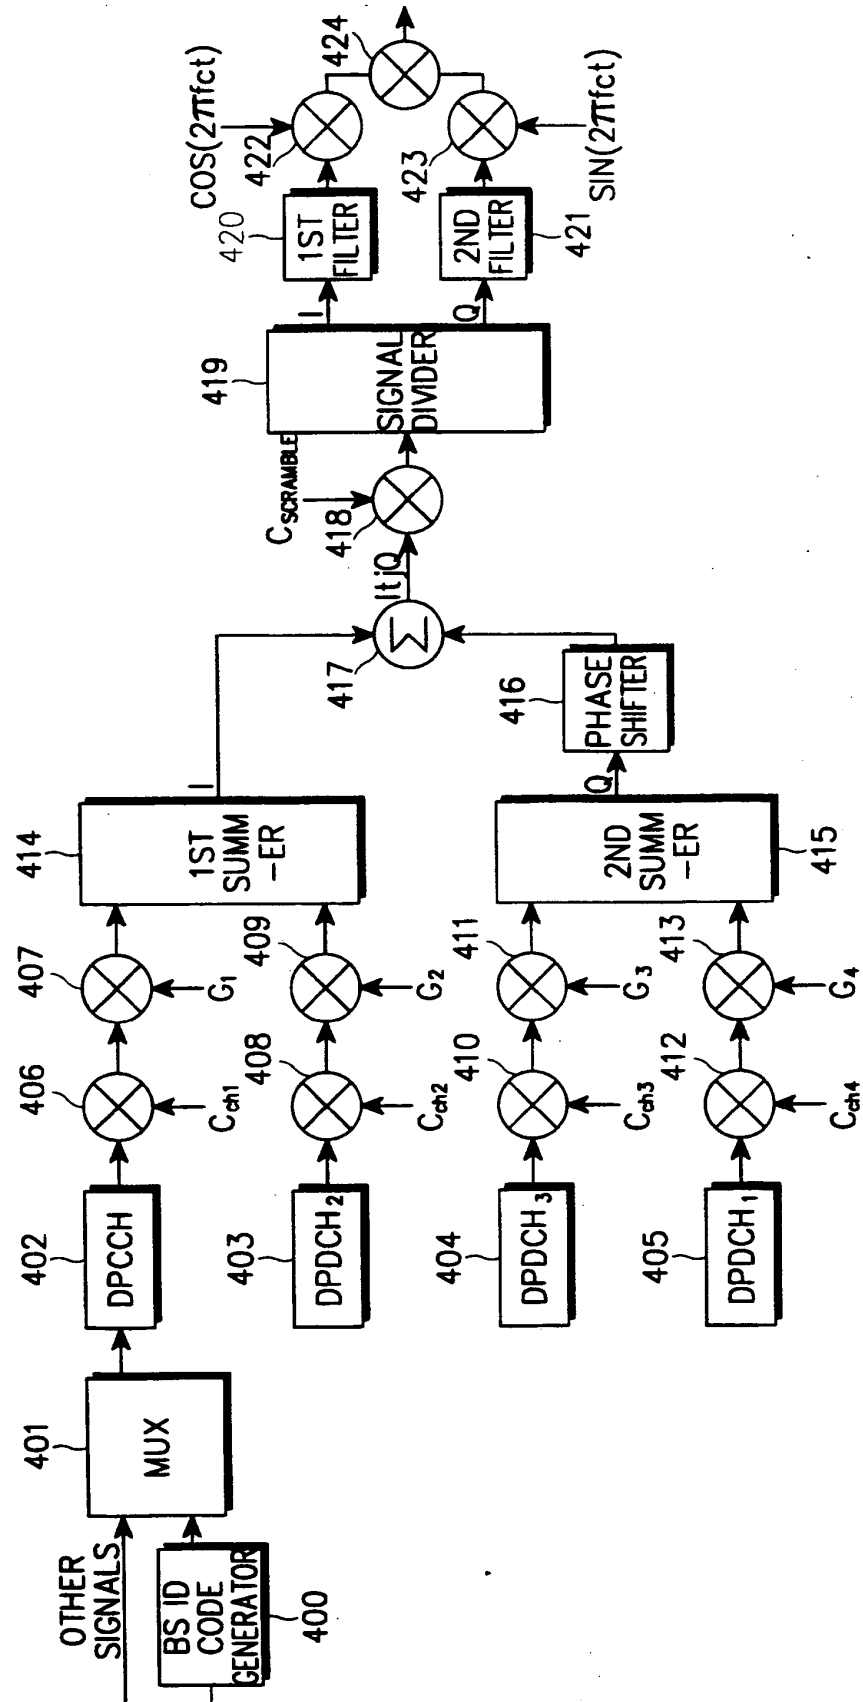 OTHER
SIGNALS
BS ID
CODE
GENERATOR
400
401
MUX
402
DPCCH
403
DPDCH2
404
DPDCH3
405
DPDCH1
406
Cch1
407
G1
408
Cch2
409
G2
410
Cch3
411
G3
412
Cch4
413
G4
414
1ST
SUMM
-ER
I
415
2ND
SUMM
-ER
Q
416
PHASE
SHIFTER
417
Σ
ItjQ
418
CSCRAMBLE
419
SIGNAL
DIVIDER
I
Q
420
1ST
FILTER
421
2ND
FILTER
422
COS(2πfct)
423
SIN(2πfct)
424